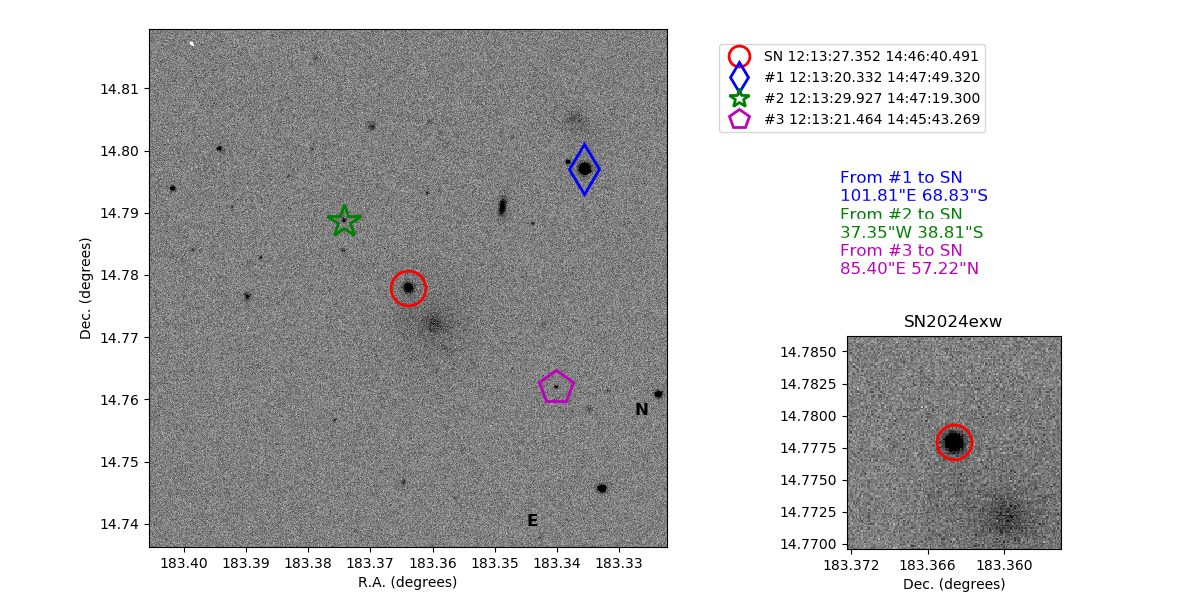 SN 12:13:27.352 14:46:40.491
#1 12:13:20.332 14:47:49.320
#2 12:13:29.927 14:47:19.300
#3 12:13:21.464 14:45:43.269
From #1 to SN
101.81"E 68.83"S
From #2 to SN
37.35"W 38.81"S
From #3 to SN
85.40"E 57.22"N
14.81
14.80
14.79
14.78
14.77
14.76
14.75
14.74
Dec. (degrees)
N
E
183.40 183.39 183.38 183.37 183.36 183.35 183.34 183.33
R.A. (degrees)
SN2024exw
14.7850
14.7825
14.7800
14.7775
14.7750
14.7725
14.7700
183.372 183.366 183.360
Dec. (degrees)